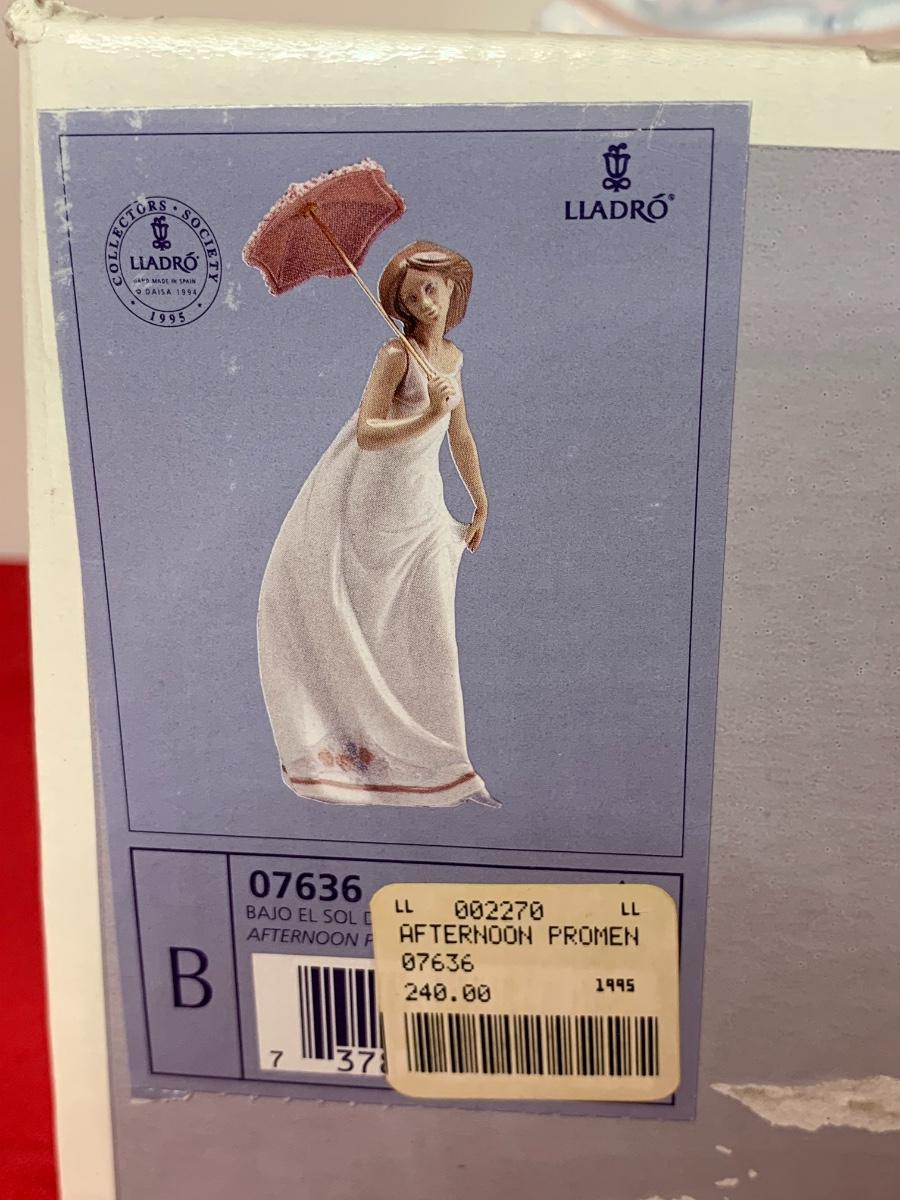 COLLECTORS · SOCIETY
LLADRÓ
HAND MADE IN SPAIN
© DAISA 1994
· 1995 ·
LLADRÓ®
B
07636
BAJO EL SOL
AFTERNOON
7 378
LL 002270 LL
AFTERNOON PROMEN
07636
240.00 1995